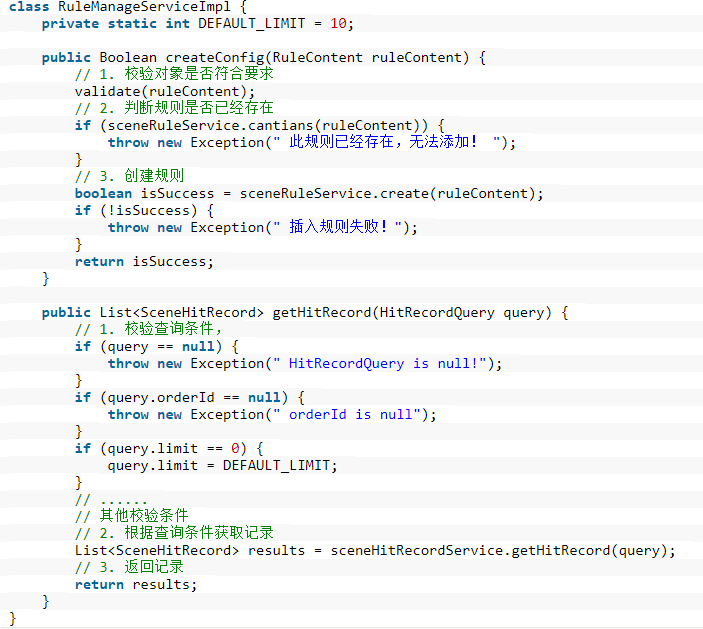 class RuleManageServiceImpl {
    private static int DEFAULT_LIMIT = 10;

    public Boolean createConfig(RuleContent ruleContent) {
        // 1. 校验对象是否符合要求
        validate(ruleContent);
        // 2. 判断规则是否已经存在
        if (sceneRuleService.cantians(ruleContent)) {
            throw new Exception(" 此规则已经存在，无法添加！ ");
        }
        // 3. 创建规则
        boolean isSuccess = sceneRuleService.create(ruleContent);
        if (!isSuccess) {
            throw new Exception(" 插入规则失败！");
        }
        return isSuccess;
    }

    public List<SceneHitRecord> getHitRecord(HitRecordQuery query) {
        // 1. 校验查询条件，
        if (query == null) {
            throw new Exception(" HitRecordQuery is null!");
        }
        if (query.orderId == null) {
            throw new Exception(" orderId is null");
        }
        if (query.limit == 0) {
            query.limit = DEFAULT_LIMIT;
        }
        // ......
        // 其他校验条件
        // 2. 根据查询条件获取记录
        List<SceneHitRecord> results = sceneHitRecordService.getHitRecord(query);
        // 3. 返回记录
        return results;
    }
}